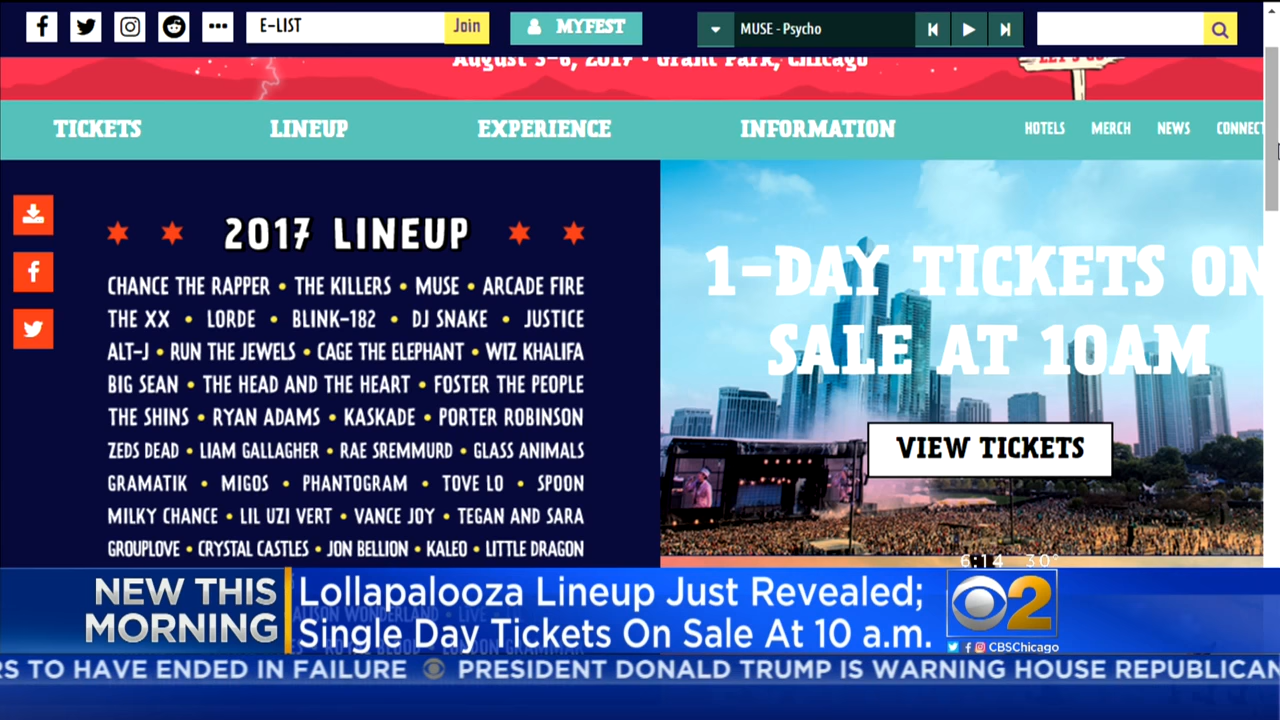 E-LIST
Join
MYFEST
MUSE - Psycho
August 3-6, 2017 • Grant Park, Chicago
LET'S GO
TICKETS
LINEUP
EXPERIENCE
INFORMATION
HOTELS
MERCH
NEWS
CONNECT
2017 LINEUP
CHANCE THE RAPPER • THE KILLERS • MUSE • ARCADE FIRE
THE XX • LORDE • BLINK-182 • DJ SNAKE • JUSTICE
ALT-J • RUN THE JEWELS • CAGE THE ELEPHANT • WIZ KHALIFA
BIG SEAN • THE HEAD AND THE HEART • FOSTER THE PEOPLE
THE SHINS • RYAN ADAMS • KASKADE • PORTER ROBINSON
ZEDS DEAD • LIAM GALLAGHER • RAE SREMMURD • GLASS ANIMALS
GRAMATIK • MIGOS • PHANTOGRAM • TOVE LO • SPOON
MILKY CHANCE • LIL UZI VERT • VANCE JOY • TEGAN AND SARA
GROUPLOVE • CRYSTAL CASTLES • JON BELLION • KALEO • LITTLE DRAGON
1-DAY TICKETS ON
SALE AT 10AM
VIEW TICKETS
6:14 30°
NEW THIS
MORNING
Lollapalooza Lineup Just Revealed;
Single Day Tickets On Sale At 10 a.m.
2
CBSChicago
RS TO HAVE ENDED IN FAILURE
PRESIDENT DONALD TRUMP IS WARNING HOUSE REPUBLICAN